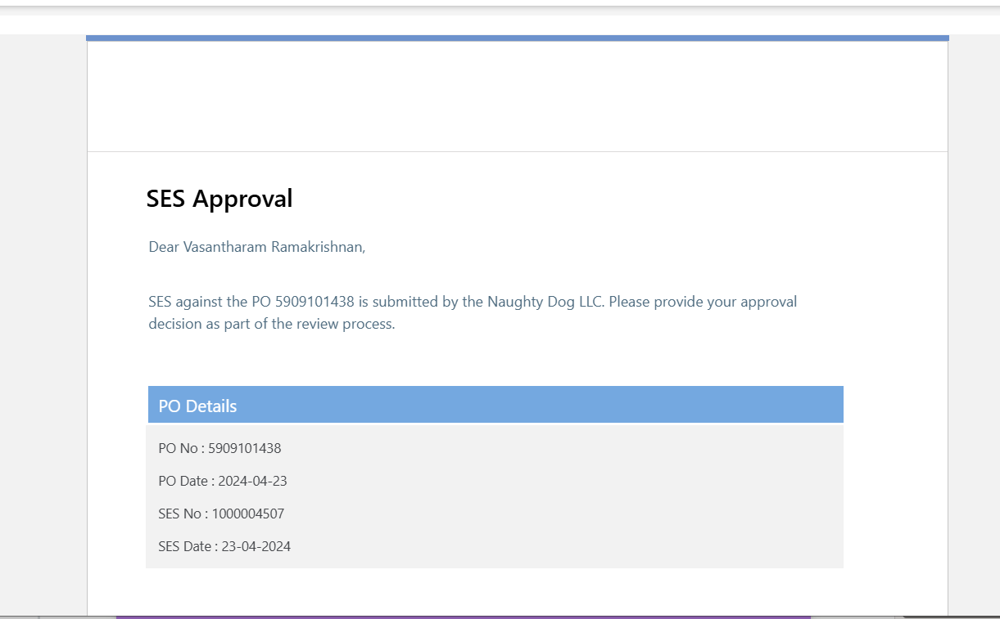 SES Approval
Dear Vasantharam Ramakrishnan,
SES against the PO 5909101438 is submitted by the Naughty Dog LLC. Please provide your approval
decision as part of the review process.
PO Details
PO No : 5909101438
PO Date : 2024-04-23
SES No : 1000004507
SES Date : 23-04-2024